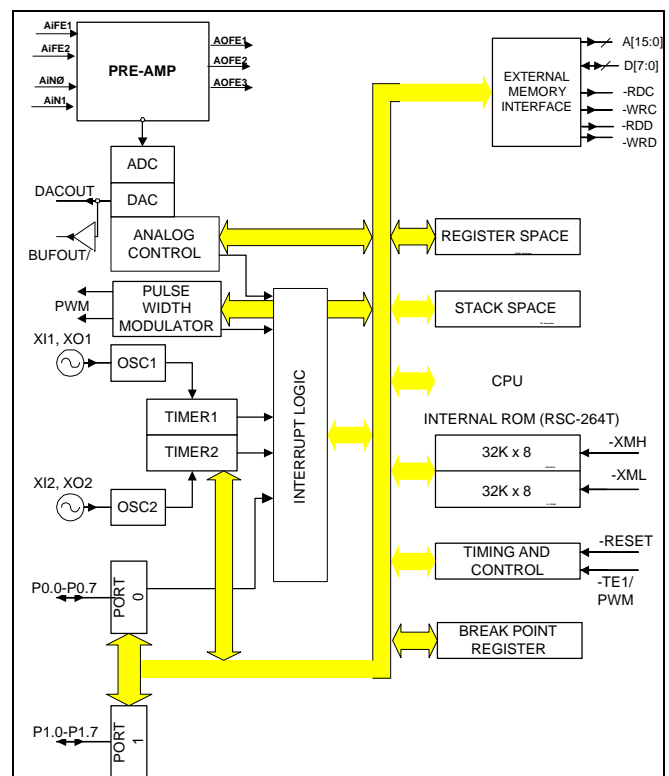 AiFE1
AiFE2
AiNØ
AiN1
PRE-AMP
AOFE1
AOFE2
AOFE3
ADC
DAC
DACOUT
BUFOUT/
ANALOG
CONTROL
PULSE
WIDTH
MODULATOR
PWM
XI1, XO1
OSC1
TIMER1
TIMER2
XI2, XO2
OSC2
INTERRUPT LOGIC
P0.0-P0.7
PORT
0
P1.0-P1.7
PORT
1
EXTERNAL
MEMORY
INTERFACE
A[15:0]
D[7:0]
-RDC
-WRC
-RDD
-WRD
REGISTER SPACE
STACK SPACE
CPU
INTERNAL ROM (RSC-264T)
32K x 8
32K x 8
-XMH
-XML
TIMING AND
CONTROL
-RESET
-TE1/
PWM
BREAK POINT
REGISTER